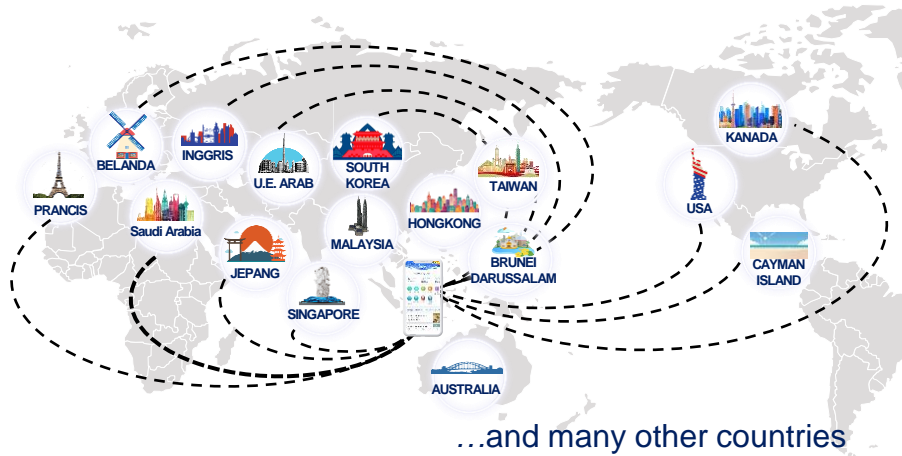 KANADA
BELANDA
INGGRIS
U.E. ARAB
SOUTH
KOREA
TAIWAN
PRANCIS
USA
Saudi Arabia
HONGKONG
JEPANG
MALAYSIA
BRUNEI
DARUSSALAM
CAYMAN
ISLAND
SINGAPORE
AUSTRALIA
...and many other countries